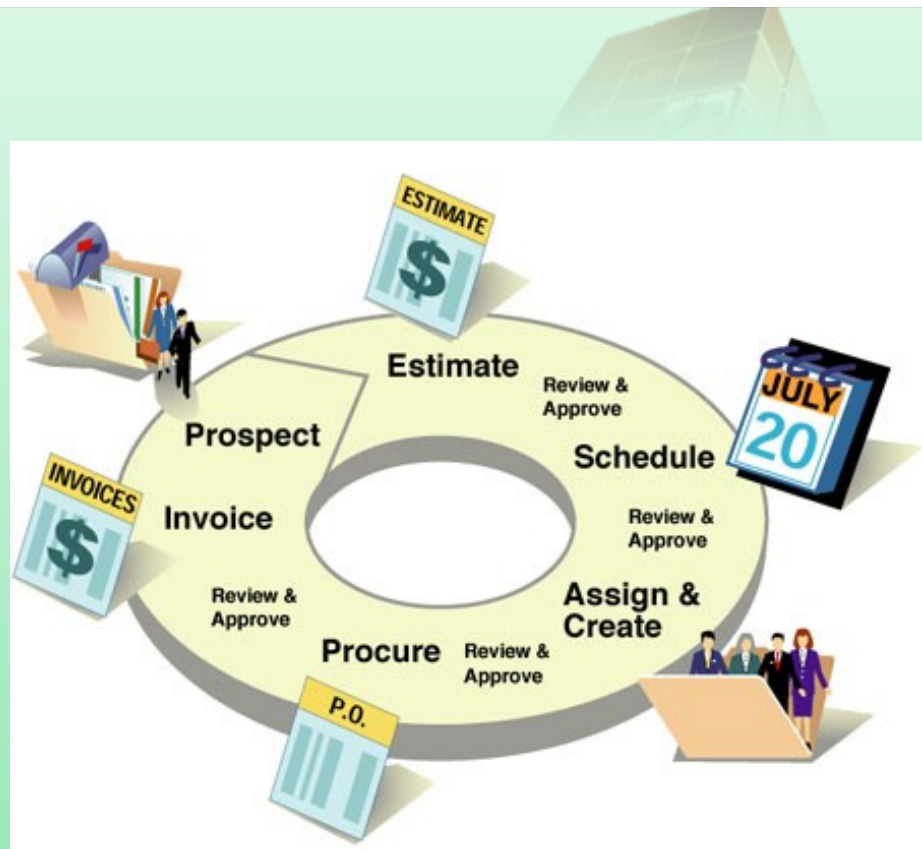 ESTIMATE
$
Estimate
Review &
Approve
JULY
20
Schedule
Review &
Approve
Assign &
Create
Review &
Approve
Procure
P.O.
Review &
Approve
Invoice
INVOICES
$
Prospect